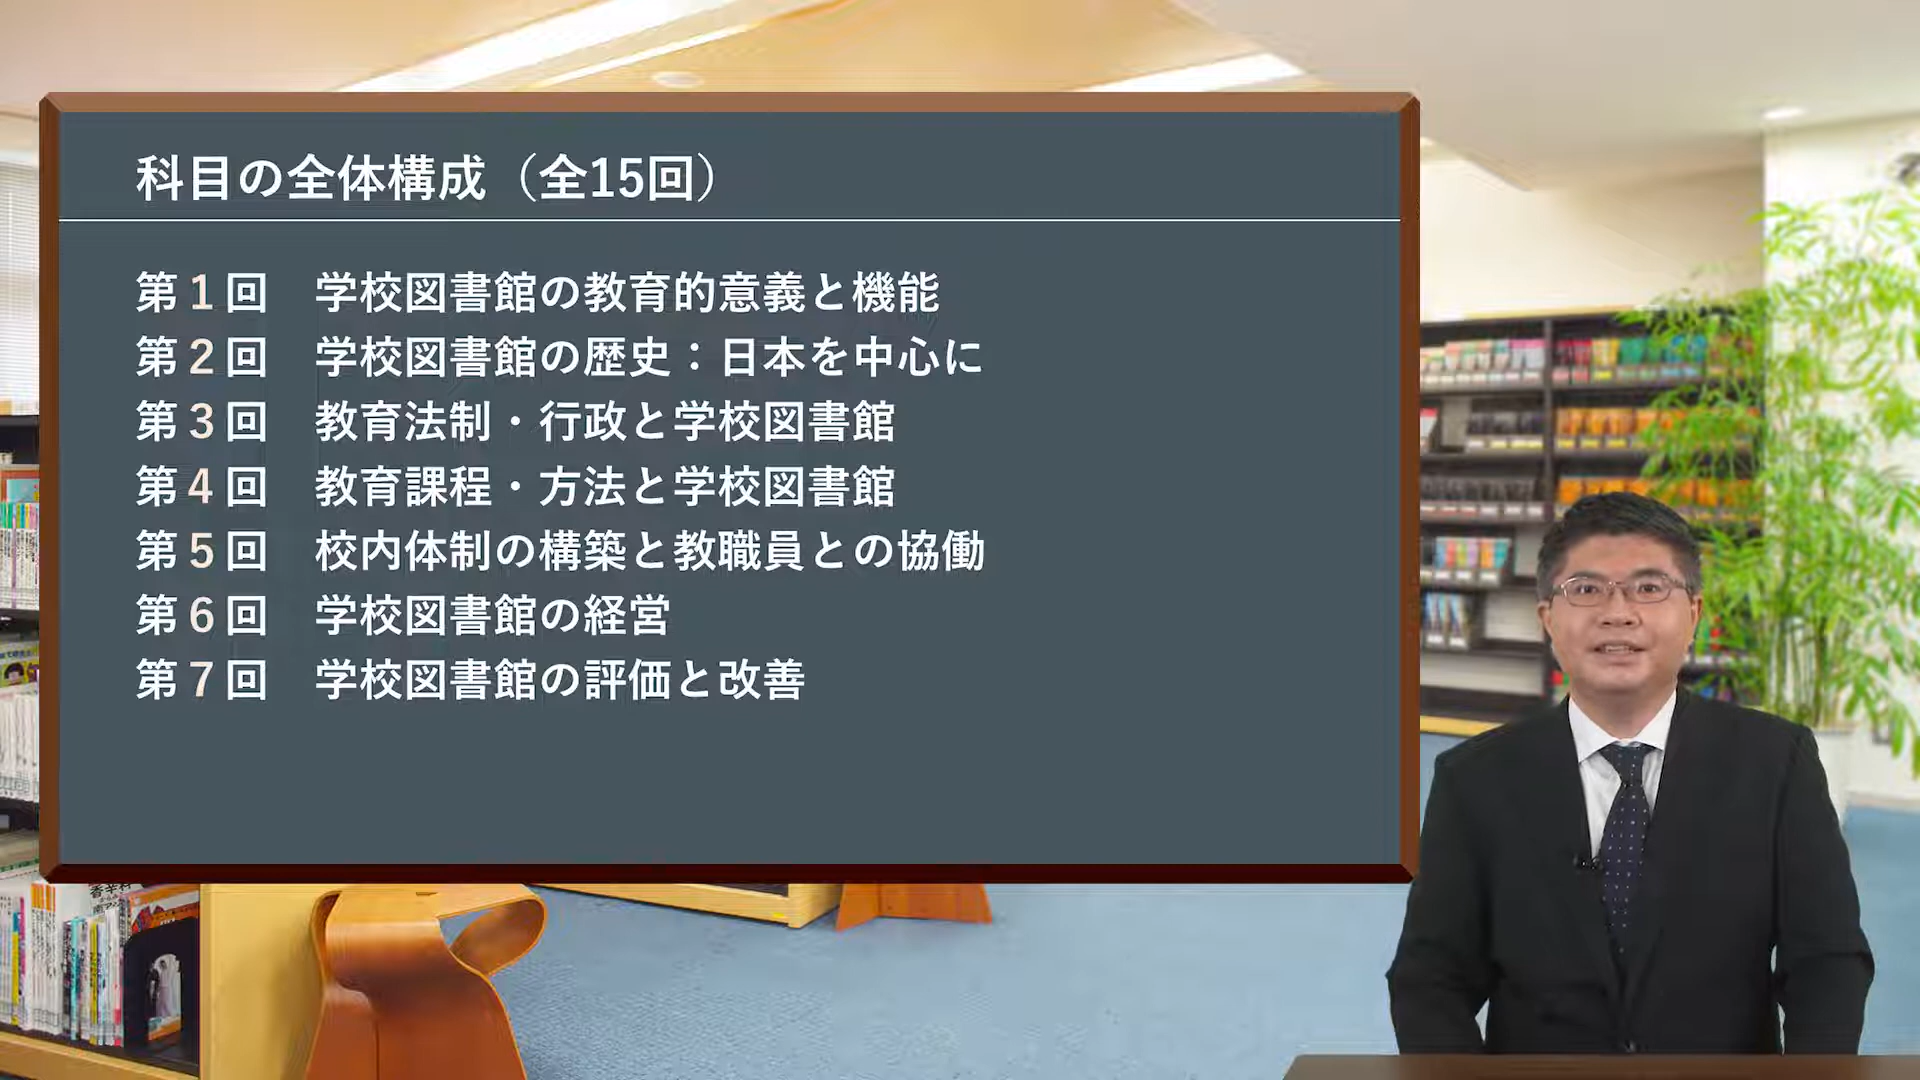 科目の全体構成（全15回）
第1回　学校図書館の教育的意義と機能
第2回　学校図書館の歴史：日本を中心に
第3回　教育法制・行政と学校図書館
第4回　教育課程・方法と学校図書館
第5回　校内体制の構築と教職員との協働
第6回　学校図書館の経営
第7回　学校図書館の評価と改善